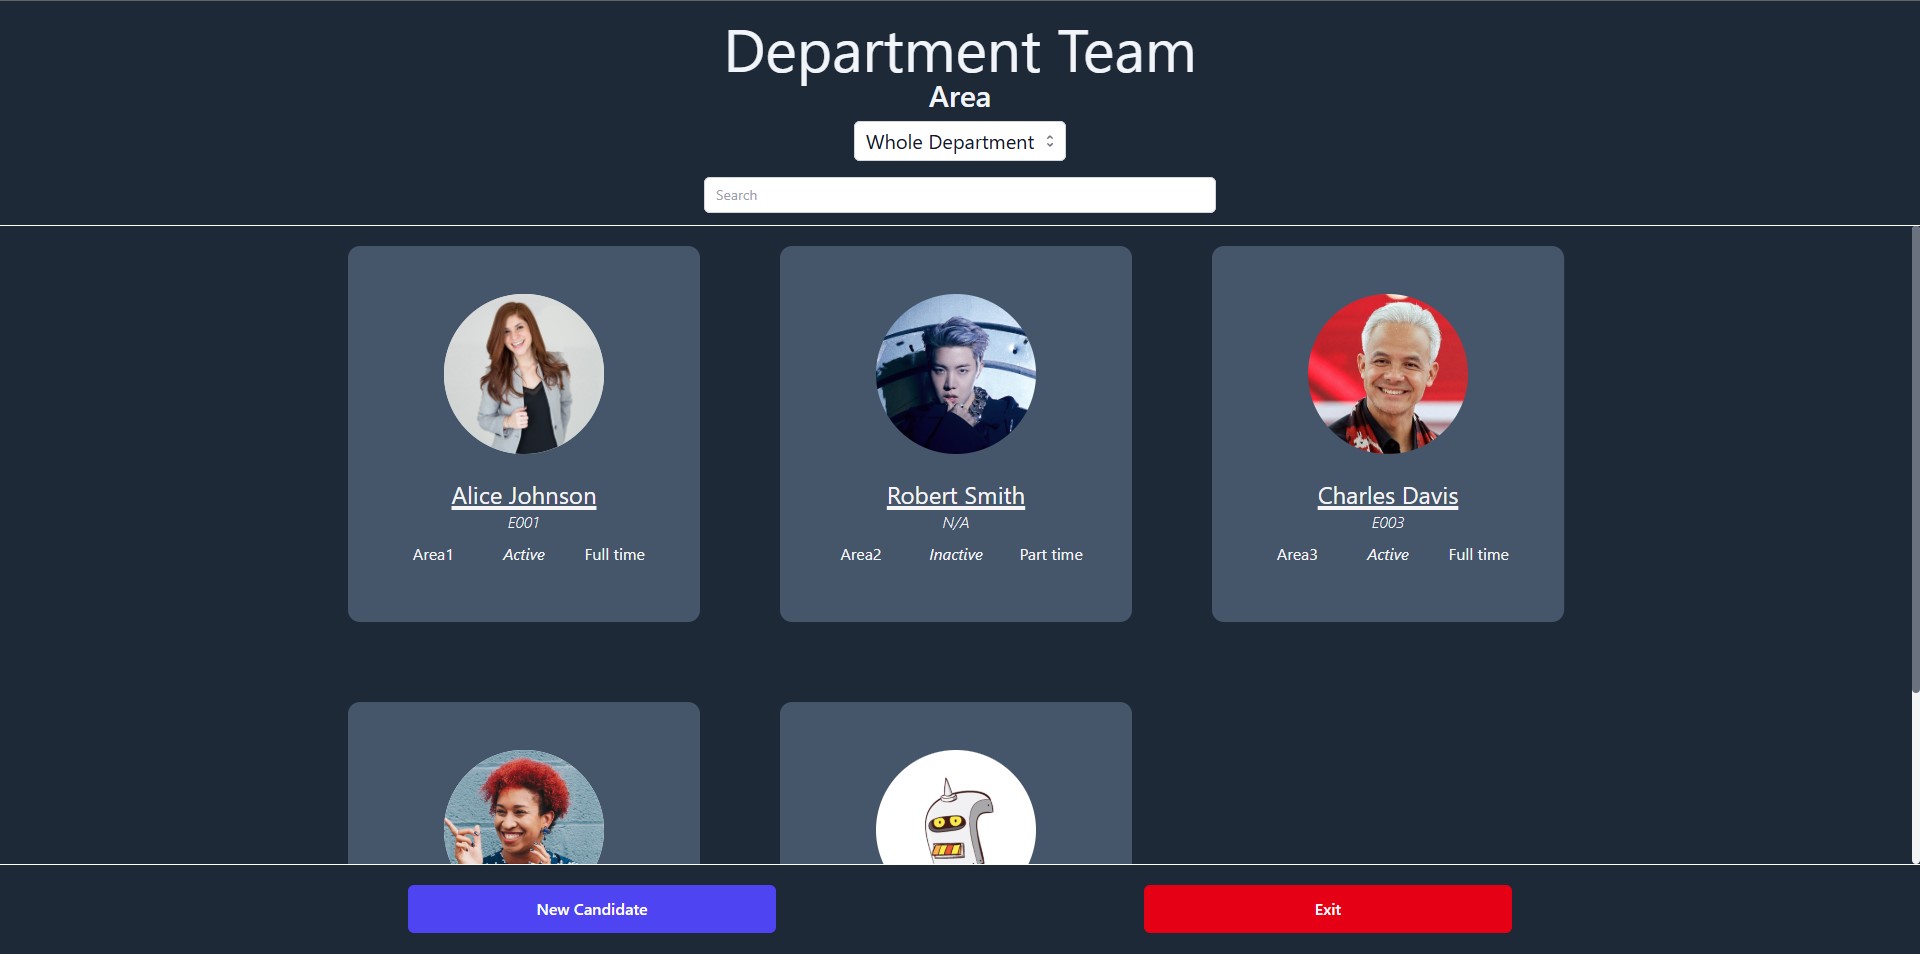 Department Team
Area
Whole Department
Search
Alice Johnson
E001
Area1 Active Full time
Robert Smith
N/A
Area2 Inactive Part time
Charles Davis
E003
Area3 Active Full time
New Candidate
Exit